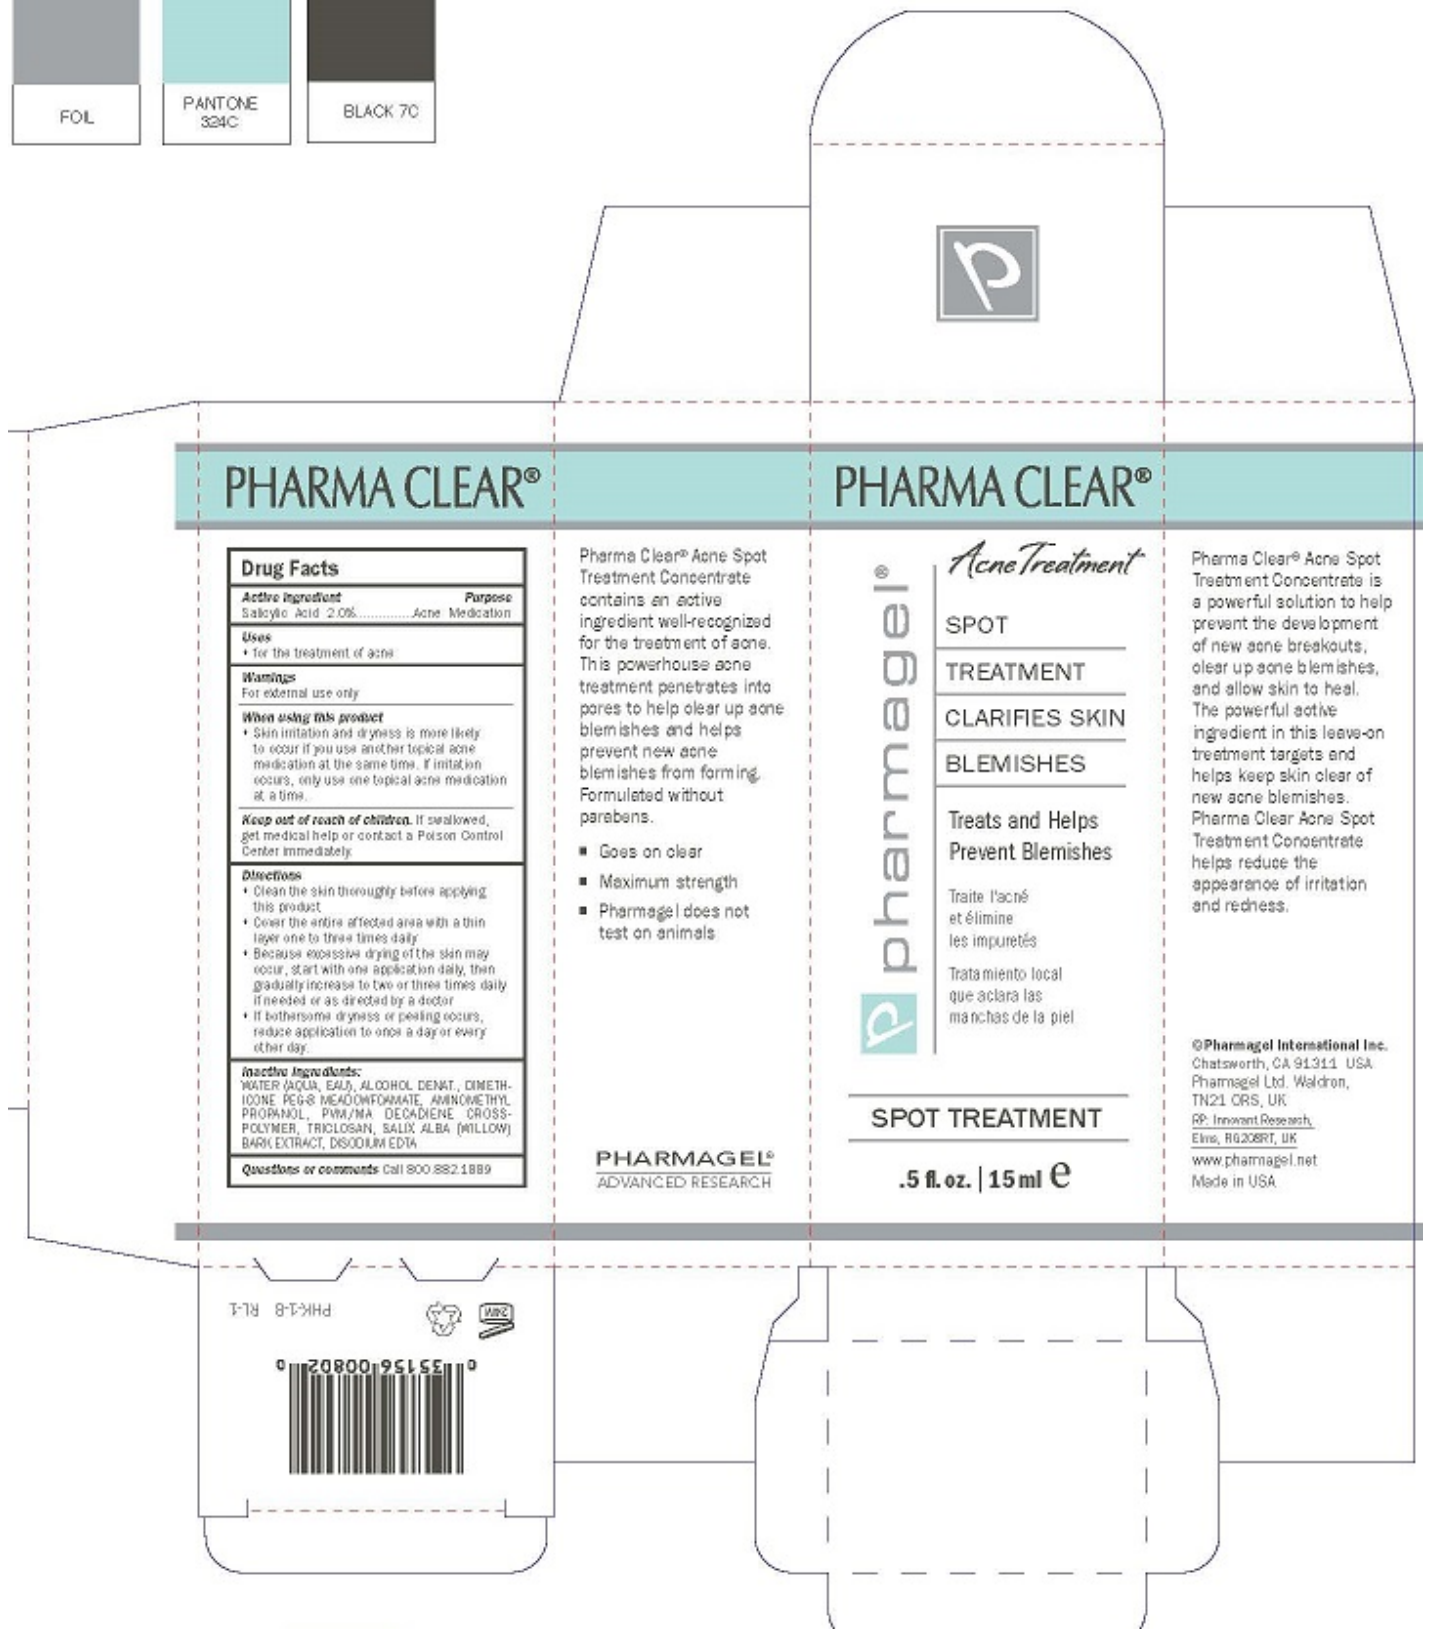 FOIL
PANTONE
324C
BLACK 7C
PHARMA CLEAR®
Drug Facts
Active Ingredient Purpose
Salicylic Acid 2.0%.............Acne Medication
Uses
• for the treatment of acne
Warnings
For external use only
When using this product
• Skin irritation and dryness is more likely
to occur if you use another topical acne
medication at the same time. If irritation
occurs, only use one topical acne medication
at a time.
Keep out of reach of children. If swallowed,
get medical help or contact a Poison Control
Center immediately.
Directions
• Clean the skin thoroughly before applying
this product
• Cover the entire affected area with a thin
layer one to three times daily
• Because excessive drying of the skin may
occur, start with one application daily, then
gradually increase to two or three times daily
if needed or as directed by a doctor
• If bothersome dryness or peeling occurs,
reduce application to once a day or every
other day.
Inactive Ingredients:
WATER (AQUA, EAU), ALCOHOL DENAT., DIMETH-
ICONE PEG-8 MEADOWFOAMATE, AMINOMETHYL
PROPANOL, PVM/MA DECADIENE CROSS-
POLYMER, TRICLOSAN, SALIX ALBA (WILLOW)
BARK EXTRACT, DISODIUM EDTA
Questions or comments Call 800.882.1889
Pharma Clear® Acne Spot
Treatment Concentrate
contains an active
ingredient well-recognized
for the treatment of acne.
This powerhouse acne
treatment penetrates into
pores to help clear up acne
blemishes and helps
prevent new acne
blemishes from forming.
Formulated without
parabens.
■ Goes on clear
■ Maximum strength
■ Pharmagel does not
test on animals
PHARMAGEL®
ADVANCED RESEARCH
PHARMA CLEAR®
pharmagel®
Acne Treatment
SPOT
TREATMENT
CLARIFIES SKIN
BLEMISHES
Treats and Helps
Prevent Blemishes
Traite l'acné
et élimine
les impuretés
Tratamiento local
que aclara las
manchas de la piel
SPOT TREATMENT
.5 fl. oz. | 15 ml e
Pharma Clear® Acne Spot
Treatment Concentrate is
a powerful solution to help
prevent the development
of new acne breakouts,
clear up acne blemishes,
and allow skin to heal.
The powerful active
ingredient in this leave-on
treatment targets and
helps keep skin clear of
new acne blemishes.
Pharma Clear Acne Spot
Treatment Concentrate
helps reduce the
appearance of irritation
and redness.
©Pharmagel International Inc.
Chatsworth, CA 91311 USA
Pharmagel Ltd. Waldron,
TN21 ORS, UK
RP: Innovant Research,
Elms, RG208RT, UK
www.pharmagel.net
Made in USA
PHK-1-B RL-1
24M
0 35156 00802 0